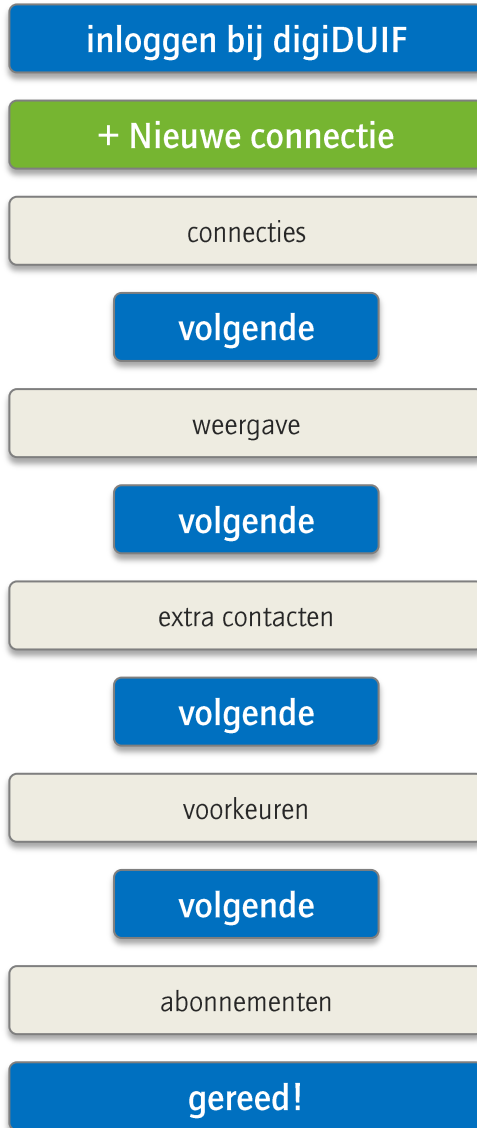 inloggen bij digiDUIF
+ Nieuwe connectie
connecties
volgende
weergave
volgende
extra contacten
volgende
voorkeuren
volgende
abonnementen
gereed!